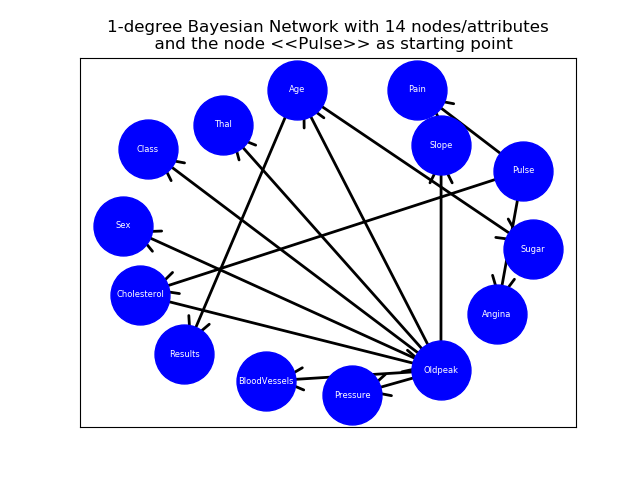 1-degree Bayesian Network with 14 nodes/attributes
and the node <<Pulse>> as starting point
Age
Pain
Thal
Slope
Class
Pulse
Sex
Sugar
Cholesterol
Angina
Results
Oldpeak
BloodVessels
Pressure